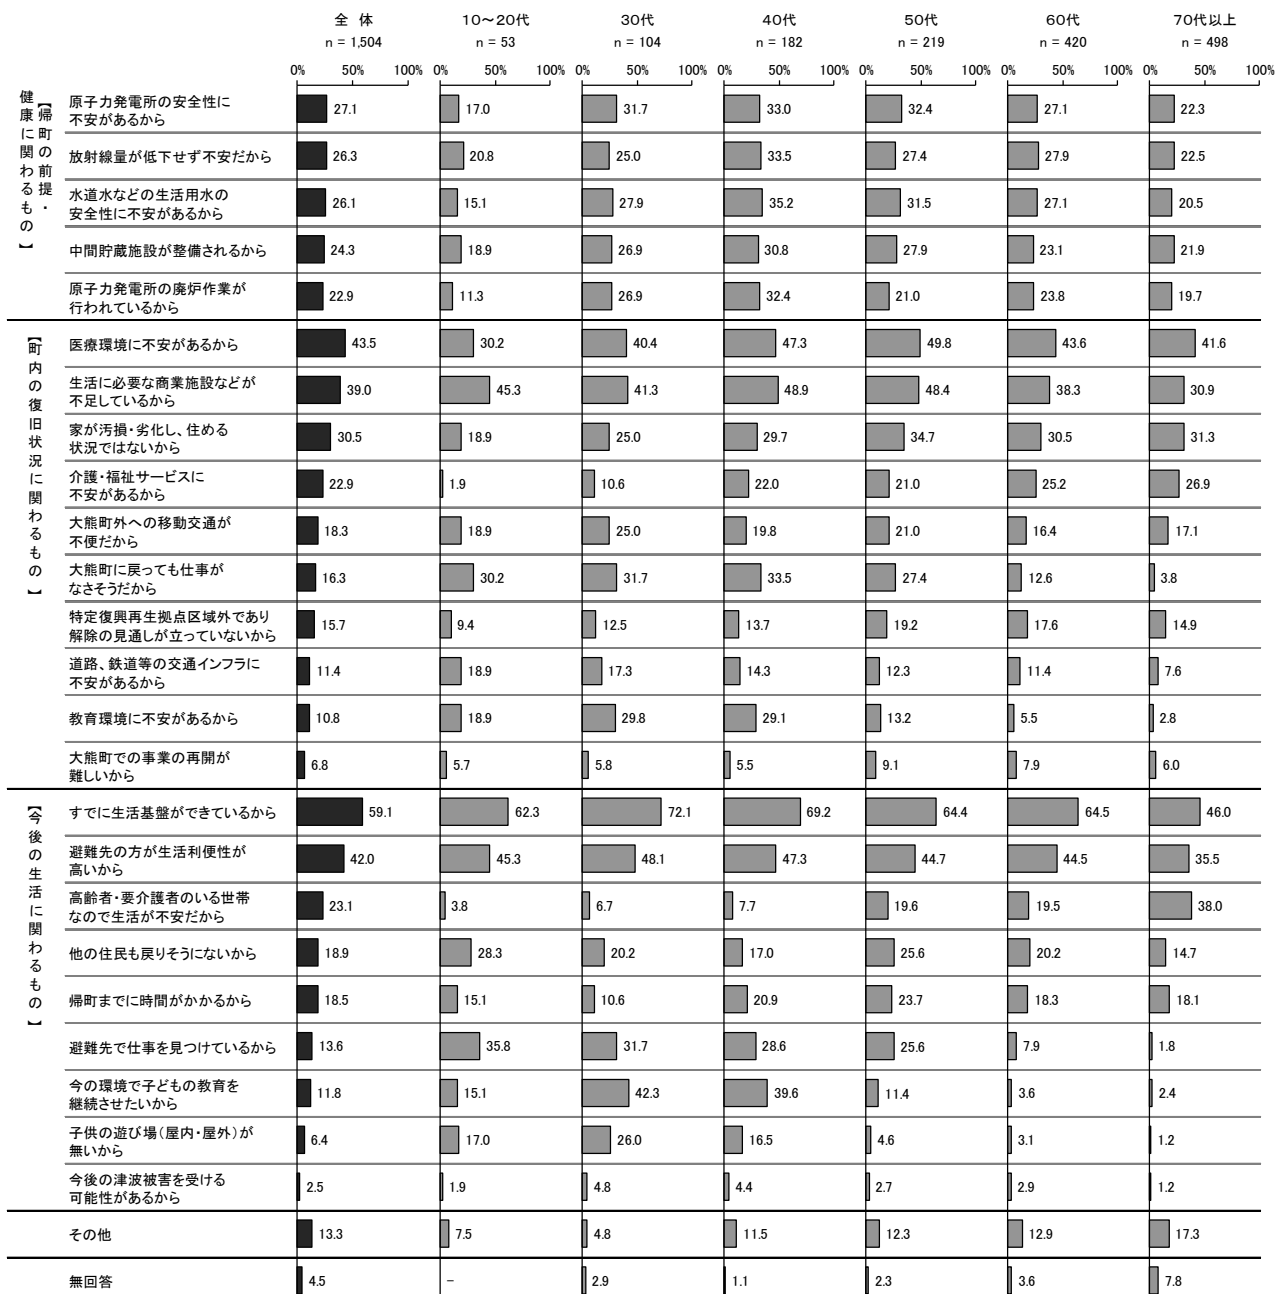 全 体 10～20代 30代 40代 50代 60代 70代以上
n = 1,504 n = 53 n = 104 n = 182 n = 219 n = 420 n = 498
0% 50% 100% 0% 50% 100% 0% 50% 100% 0% 50% 100% 0% 50% 100% 0% 50% 100% 0% 50% 100%
【帰町の前提・
健康に関わるもの】
原子力発電所の安全性に
不安があるから
27.1 17.0 31.7 33.0 32.4 27.1 22.3
放射線量が低下せず不安だから 26.3 20.8 25.0 33.5 27.4 27.9 22.5
水道水などの生活用水の
安全性に不安があるから
26.1 15.1 27.9 35.2 31.5 27.1 20.5
中間貯蔵施設が整備されるから 24.3 18.9 26.9 30.8 27.9 23.1 21.9
原子力発電所の廃炉作業が
行われているから
22.9 11.3 26.9 32.4 21.0 23.8 19.7
【町内の復旧状況に関わるもの】
医療環境に不安があるから 43.5 30.2 40.4 47.3 49.8 43.6 41.6
生活に必要な商業施設などが
不足しているから
39.0 45.3 41.3 48.9 48.4 38.3 30.9
家が汚損・劣化し、住める
状況ではないから
30.5 18.9 25.0 29.7 34.7 30.5 31.3
介護・福祉サービスに
不安があるから
22.9 1.9 10.6 22.0 21.0 25.2 26.9
大熊町外への移動交通が
不便だから
18.3 18.9 25.0 19.8 21.0 16.4 17.1
大熊町に戻っても仕事が
なさそうだから
16.3 30.2 31.7 33.5 27.4 12.6 3.8
特定復興再生拠点区域外であり
解除の見通しが立っていないから
15.7 9.4 12.5 13.7 19.2 17.6 14.9
道路、鉄道等の交通インフラに
不安があるから
11.4 18.9 17.3 14.3 12.3 11.4 7.6
教育環境に不安があるから 10.8 18.9 29.8 29.1 13.2 5.5 2.8
大熊町での事業の再開が
難しいから
6.8 5.7 5.8 5.5 9.1 7.9 6.0
【今後の生活に関わるもの】
すでに生活基盤ができているから 59.1 62.3 72.1 69.2 64.4 64.5 46.0
避難先の方が生活利便性が
高いから
42.0 45.3 48.1 47.3 44.7 44.5 35.5
高齢者・要介護者のいる世帯
なので生活が不安だから
23.1 3.8 6.7 7.7 19.6 19.5 38.0
他の住民も戻りそうにないから 18.9 28.3 20.2 17.0 25.6 20.2 14.7
帰町までに時間がかかるから 18.5 15.1 10.6 20.9 23.7 18.3 18.1
避難先で仕事を見つけているから 13.6 35.8 31.7 28.6 25.6 7.9 1.8
今の環境で子どもの教育を
継続させたいから
11.8 15.1 42.3 39.6 11.4 3.6 2.4
子供の遊び場（屋内・屋外）が
無いから
6.4 17.0 26.0 16.5 4.6 3.1 1.2
今後の津波被害を受ける
可能性があるから
2.5 1.9 4.8 4.4 2.7 2.9 1.2
その他 13.3 7.5 4.8 11.5 12.3 12.9 17.3
無回答 4.5 － 2.9 1.1 2.3 3.6 7.8